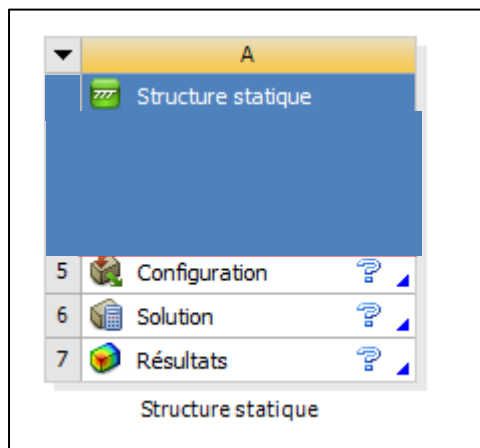 A
Structure statique
5 Configuration ?
6 Solution ?
7 Résultats ?
Structure statique